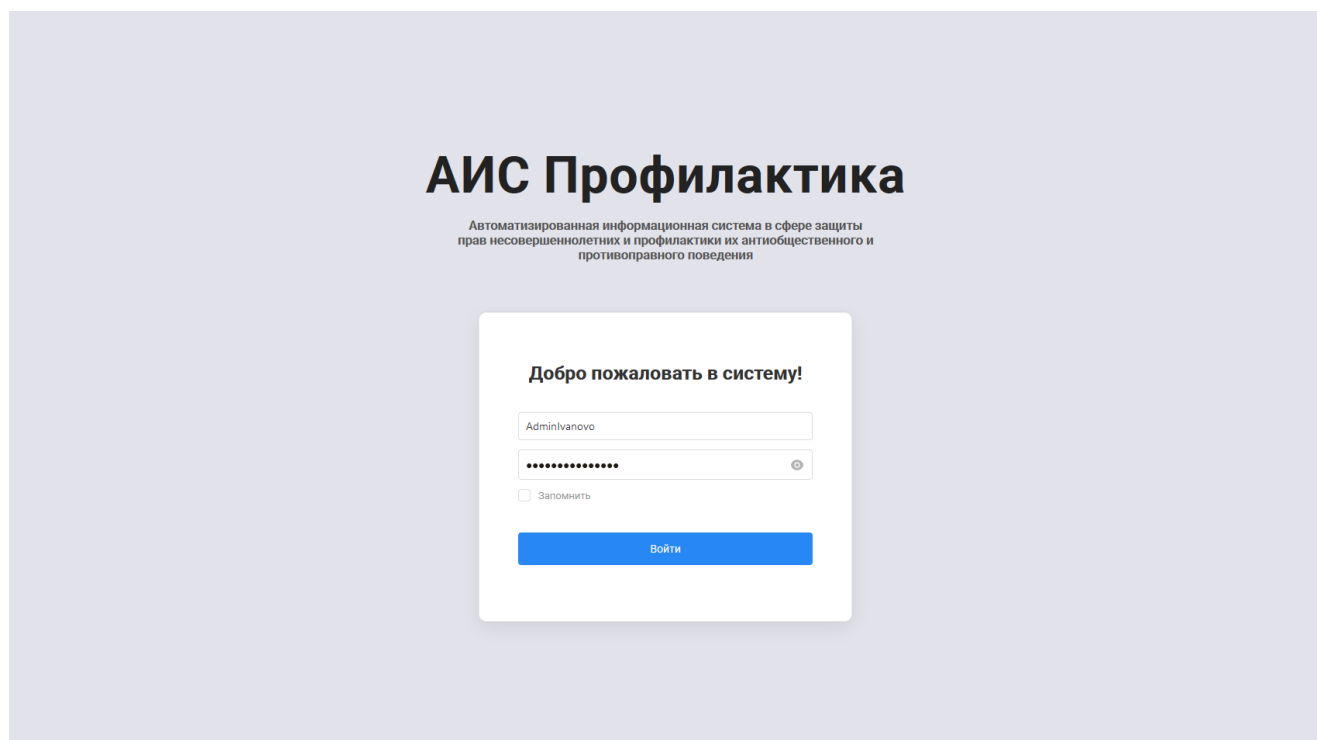 АИС Профилактика
Автоматизированная информационная система в сфере защиты
прав несовершеннолетних и профилактики их антиобщественного и
противоправного поведения
Добро пожаловать в систему!
AdminIvanovo
•••••••••••••••
Запомнить
Войти